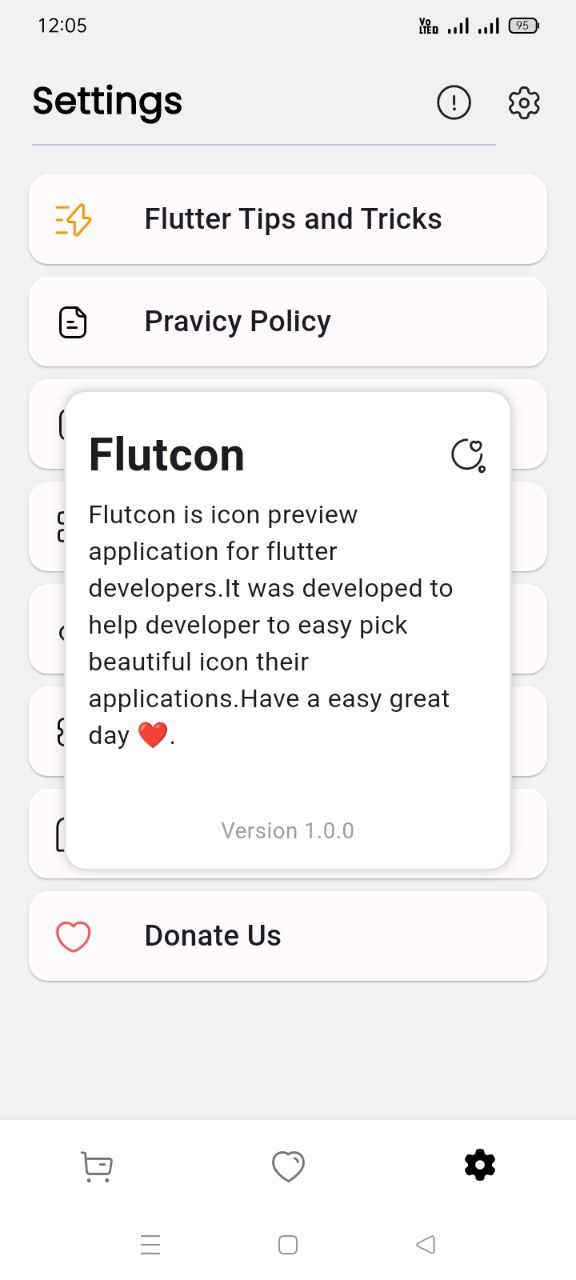 12:05
Vo
LTED
95
Settings
Flutter Tips and Tricks
Pravicy Policy
Flutcon
Flutcon is icon preview
application for flutter
developers.It was developed to
help developer to easy pick
beautiful icon their
applications.Have a easy great
day ❤️.
Version 1.0.0
Donate Us